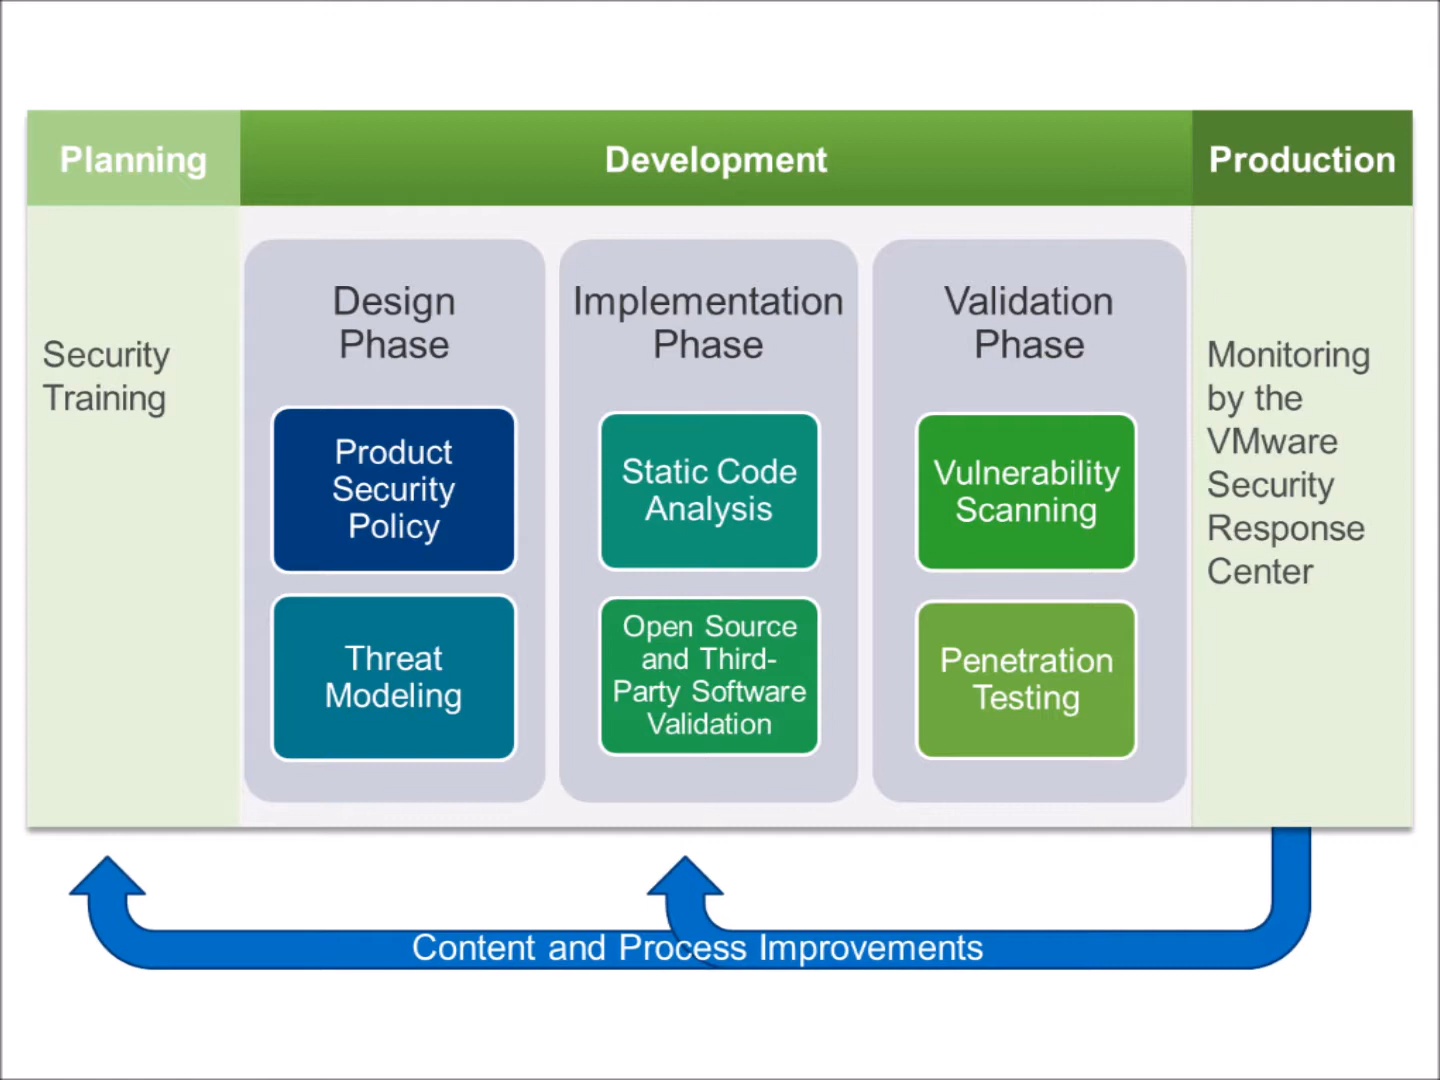 Planning
Development
Production
Security
Training
Design
Phase
Product
Security
Policy
Threat
Modeling
Implementation
Phase
Static Code
Analysis
Open Source
and Third-
Party Software
Validation
Validation
Phase
Vulnerability
Scanning
Penetration
Testing
Monitoring
by the
VMware
Security
Response
Center
Content and Process Improvements